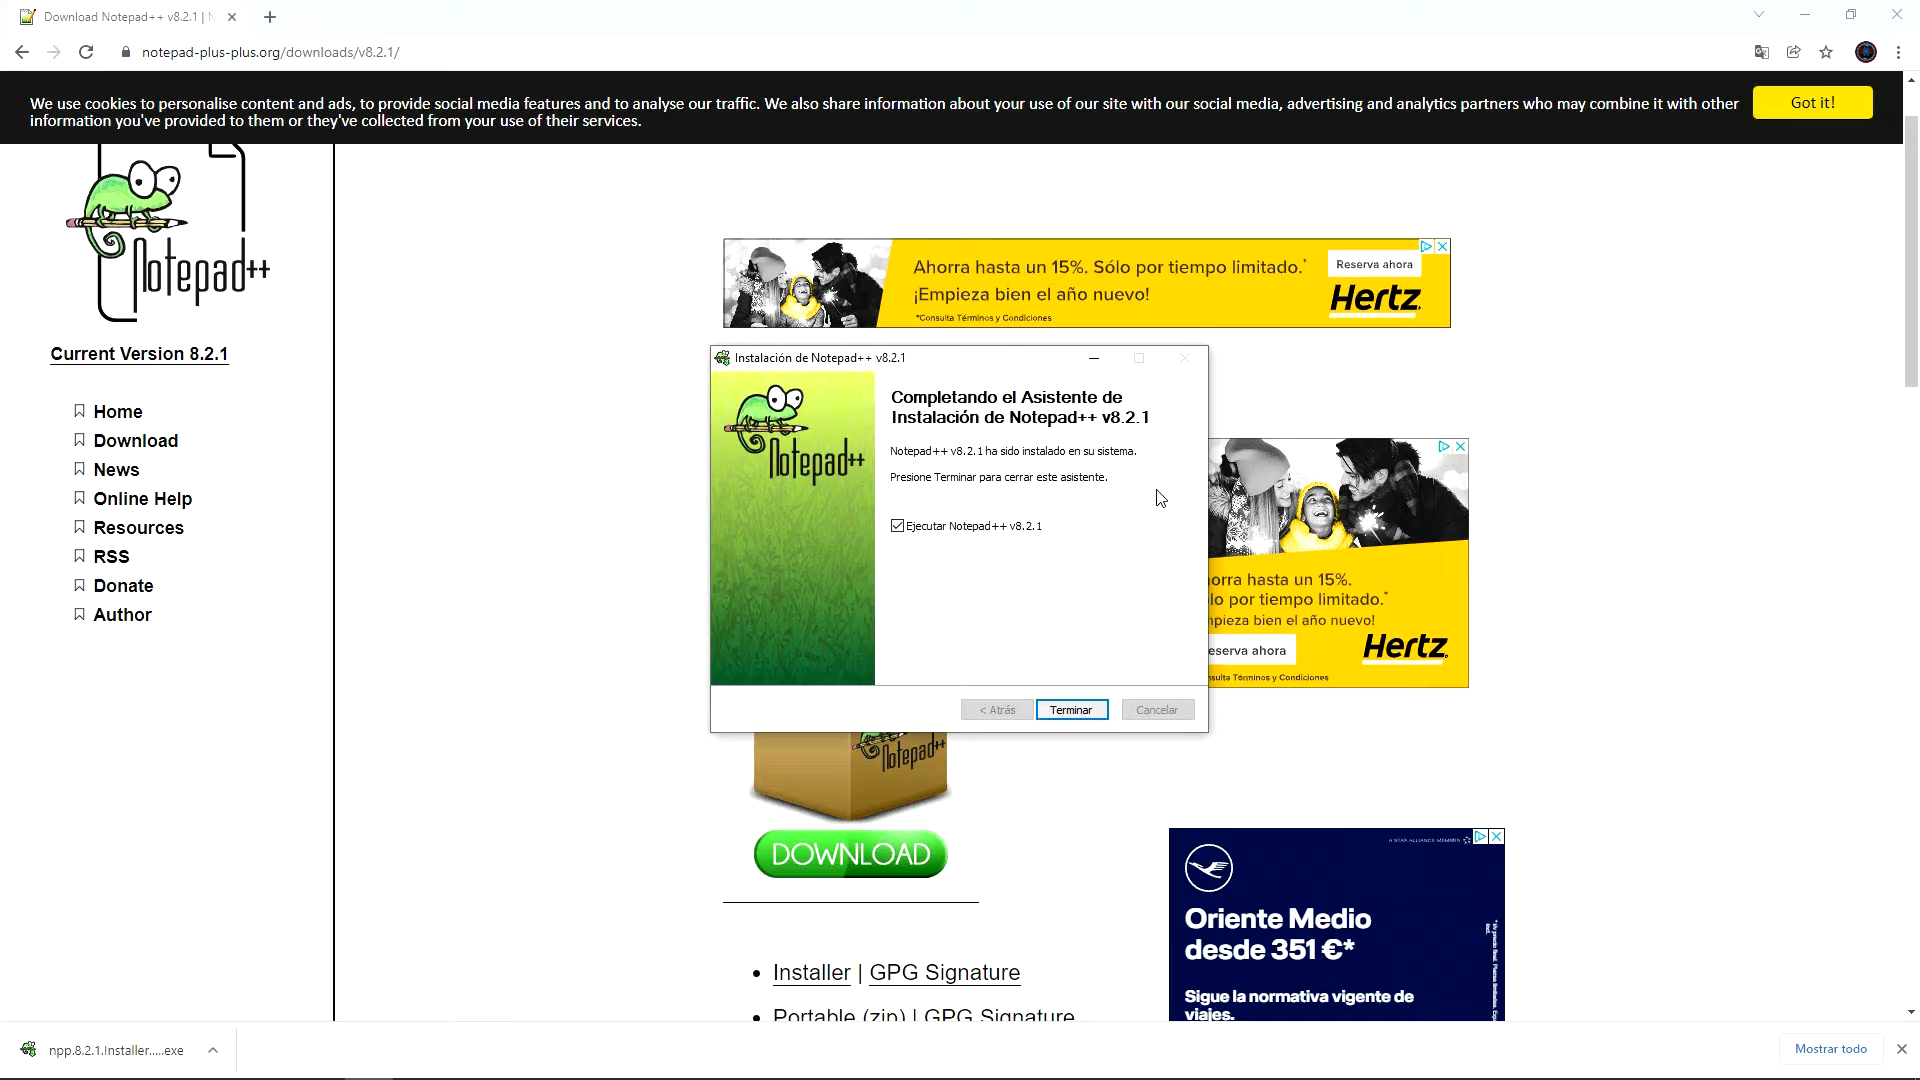 Download Notepad++ v8.2.1 | N
notepad-plus-plus.org/downloads/v8.2.1/
We use cookies to personalise content and ads, to provide social media features and to analyse our traffic. We also share information about your use of our site with our social media, advertising and analytics partners who may combine it with other
information you've provided to them or they've collected from your use of their services.
Got it!
Notepad++
Current Version 8.2.1
Home
Download
News
Online Help
Resources
RSS
Donate
Author
Ahorra hasta un 15%. Sólo por tiempo limitado.*
¡Empieza bien el año nuevo!
*Consulta Términos y Condiciones
Reserva ahora
Hertz
Instalación de Notepad++ v8.2.1
Notepad++
Completando el Asistente de
Instalación de Notepad++ v8.2.1
Notepad++ v8.2.1 ha sido instalado en su sistema.
Presione Terminar para cerrar este asistente.
Ejecutar Notepad++ v8.2.1
< Atrás
Terminar
Cancelar
orra hasta un 15%.
lo por tiempo limitado.*
mpieza bien el año nuevo!
eserva ahora
Hertz
nsulta Términos y Condiciones
Notepad++
DOWNLOAD
Installer | GPG Signature
Portable (zip) | GPG Signature
A STAR ALLIANCE MEMBER
Oriente Medio
desde 351 €*
Sigue la normativa vigente de
viajes.
npp.8.2.1.Installer.....exe
Mostrar todo